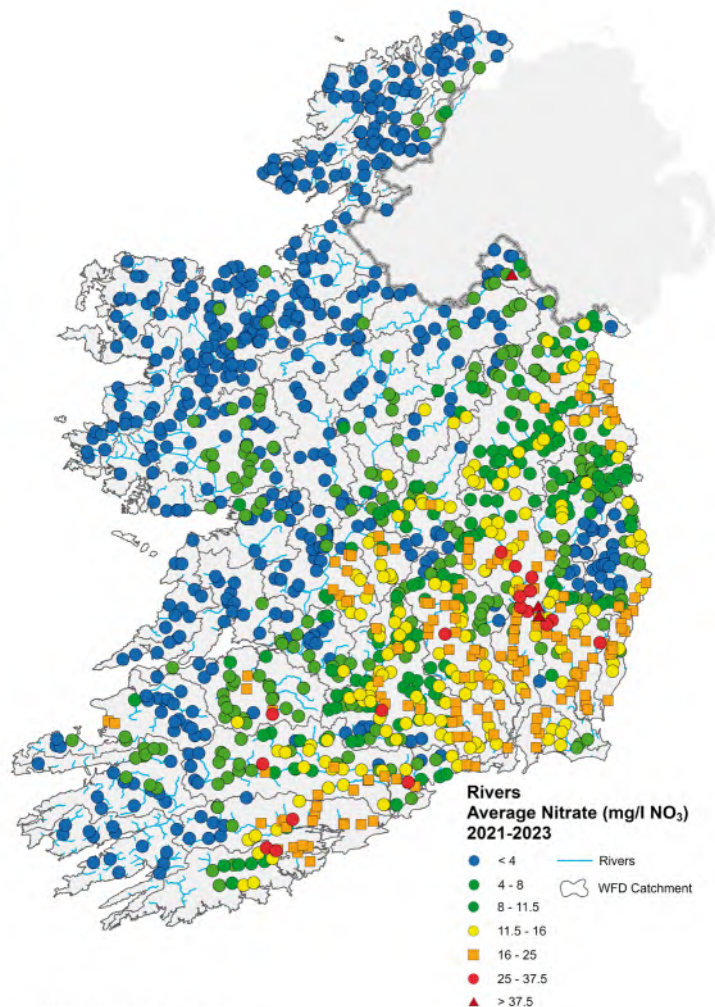 Rivers
Average Nitrate (mg/l NO₃)
2021-2023
< 4
Rivers
4 - 8
WFD Catchment
8 - 11.5
11.5 - 16
16 - 25
25 - 37.5
> 37.5